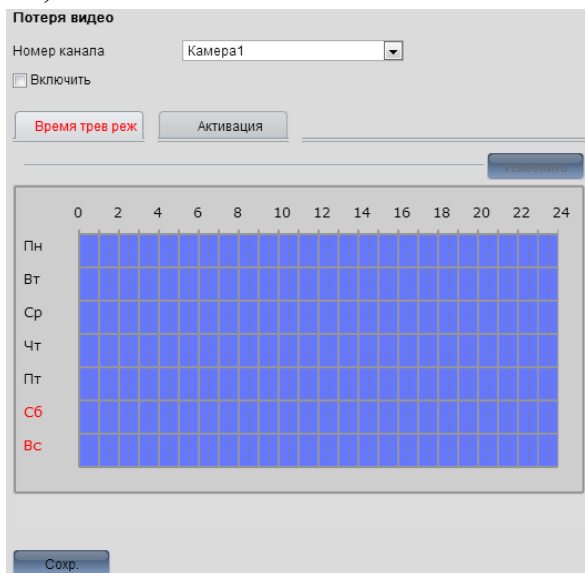 Потеря видео
Номер канала Камера1
Включить
Время трев реж Активация
Изменить
0 2 4 6 8 10 12 14 16 18 20 22 24
Пн
Вт
Ср
Чт
Пт
Сб
Вс
Сохр.